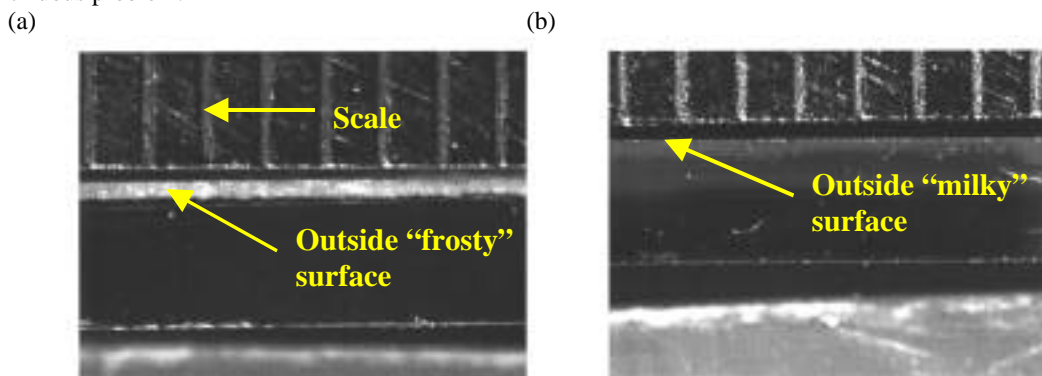 (a)
(b)
Scale
Outside “frosty”
surface
Outside “milky”
surface